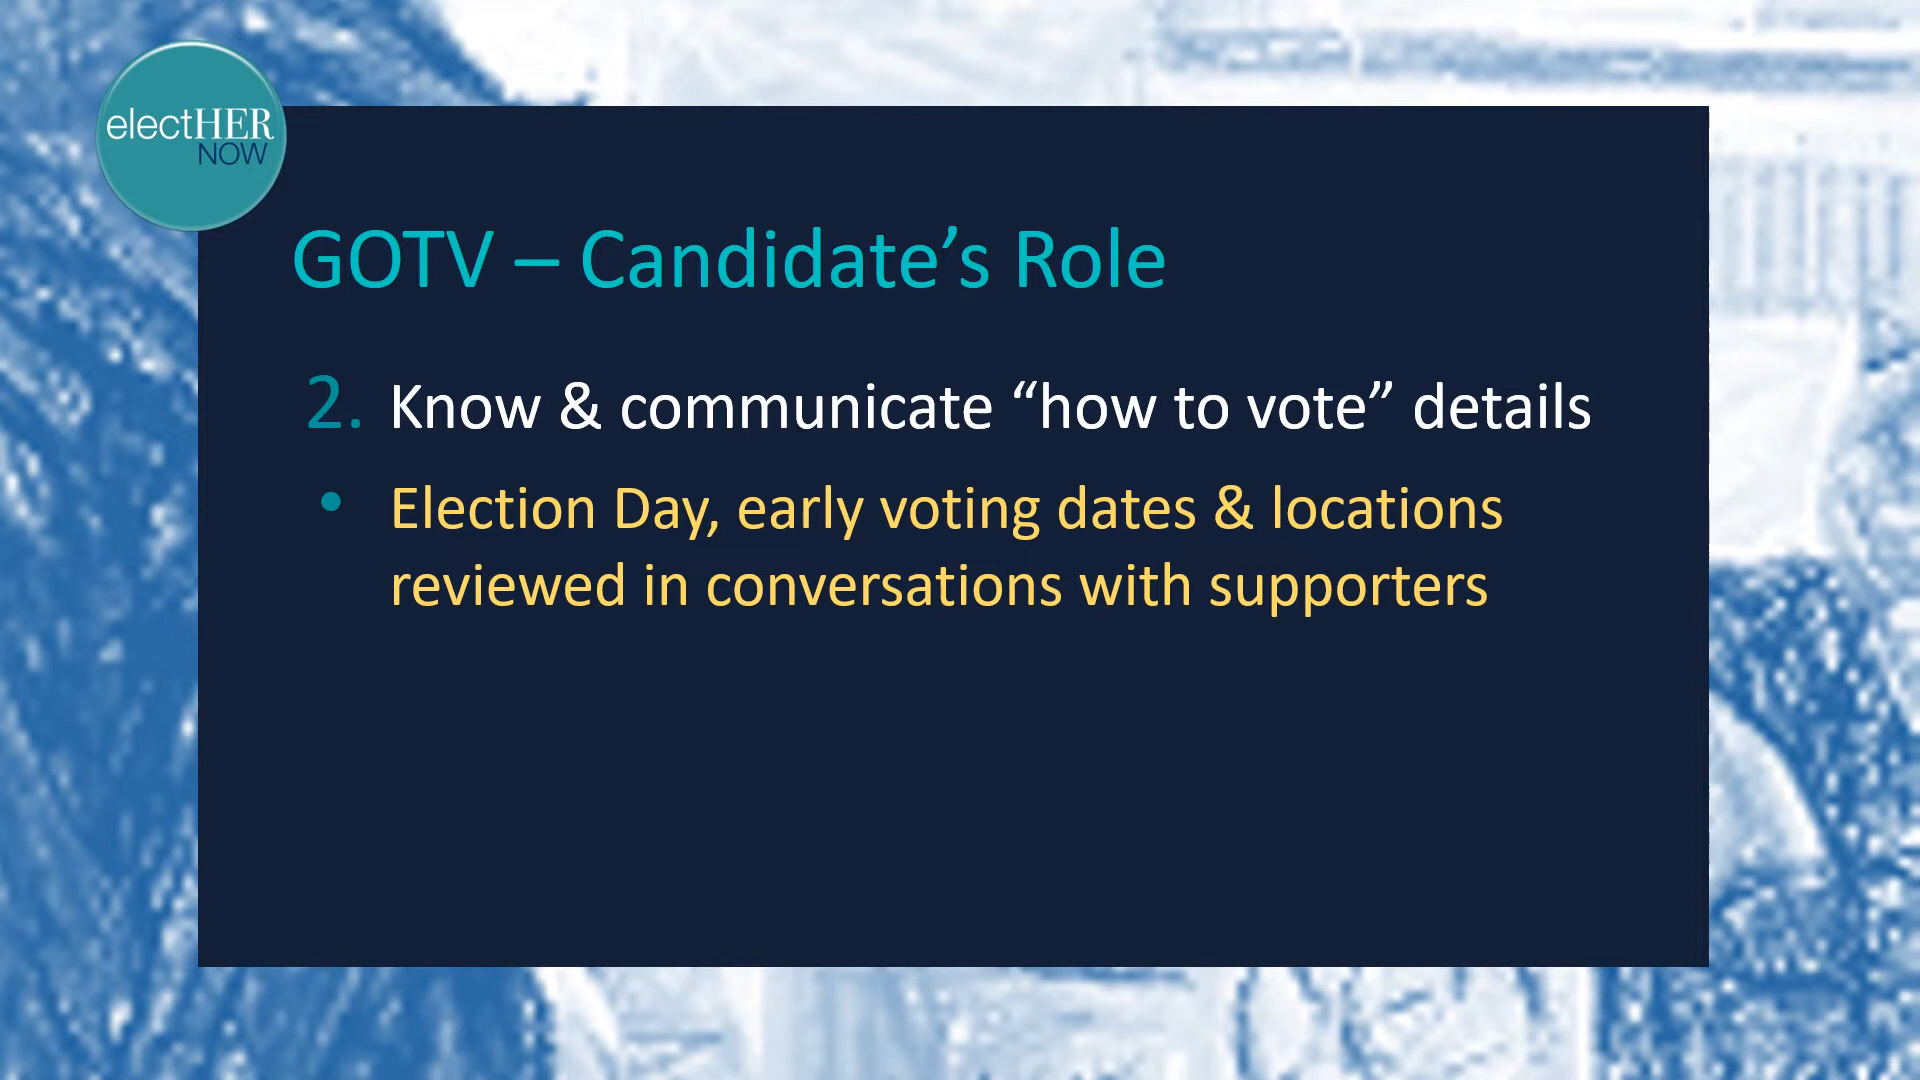 electHER
NOW
GOTV – Candidate’s Role
2. Know & communicate “how to vote” details
• Election Day, early voting dates & locations
reviewed in conversations with supporters